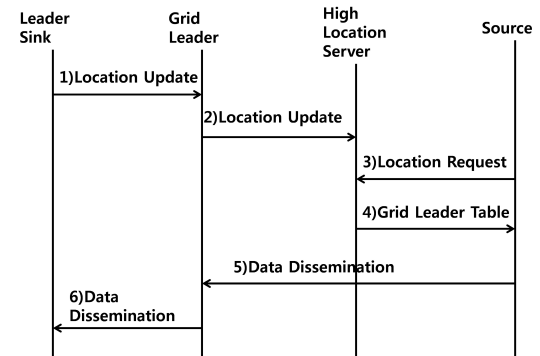 Leader
Sink
Grid
Leader
High
Location
Server
Source
1)Location Update
2)Location Update
3)Location Request
4)Grid Leader Table
5)Data Dissemination
6)Data
Dissemination